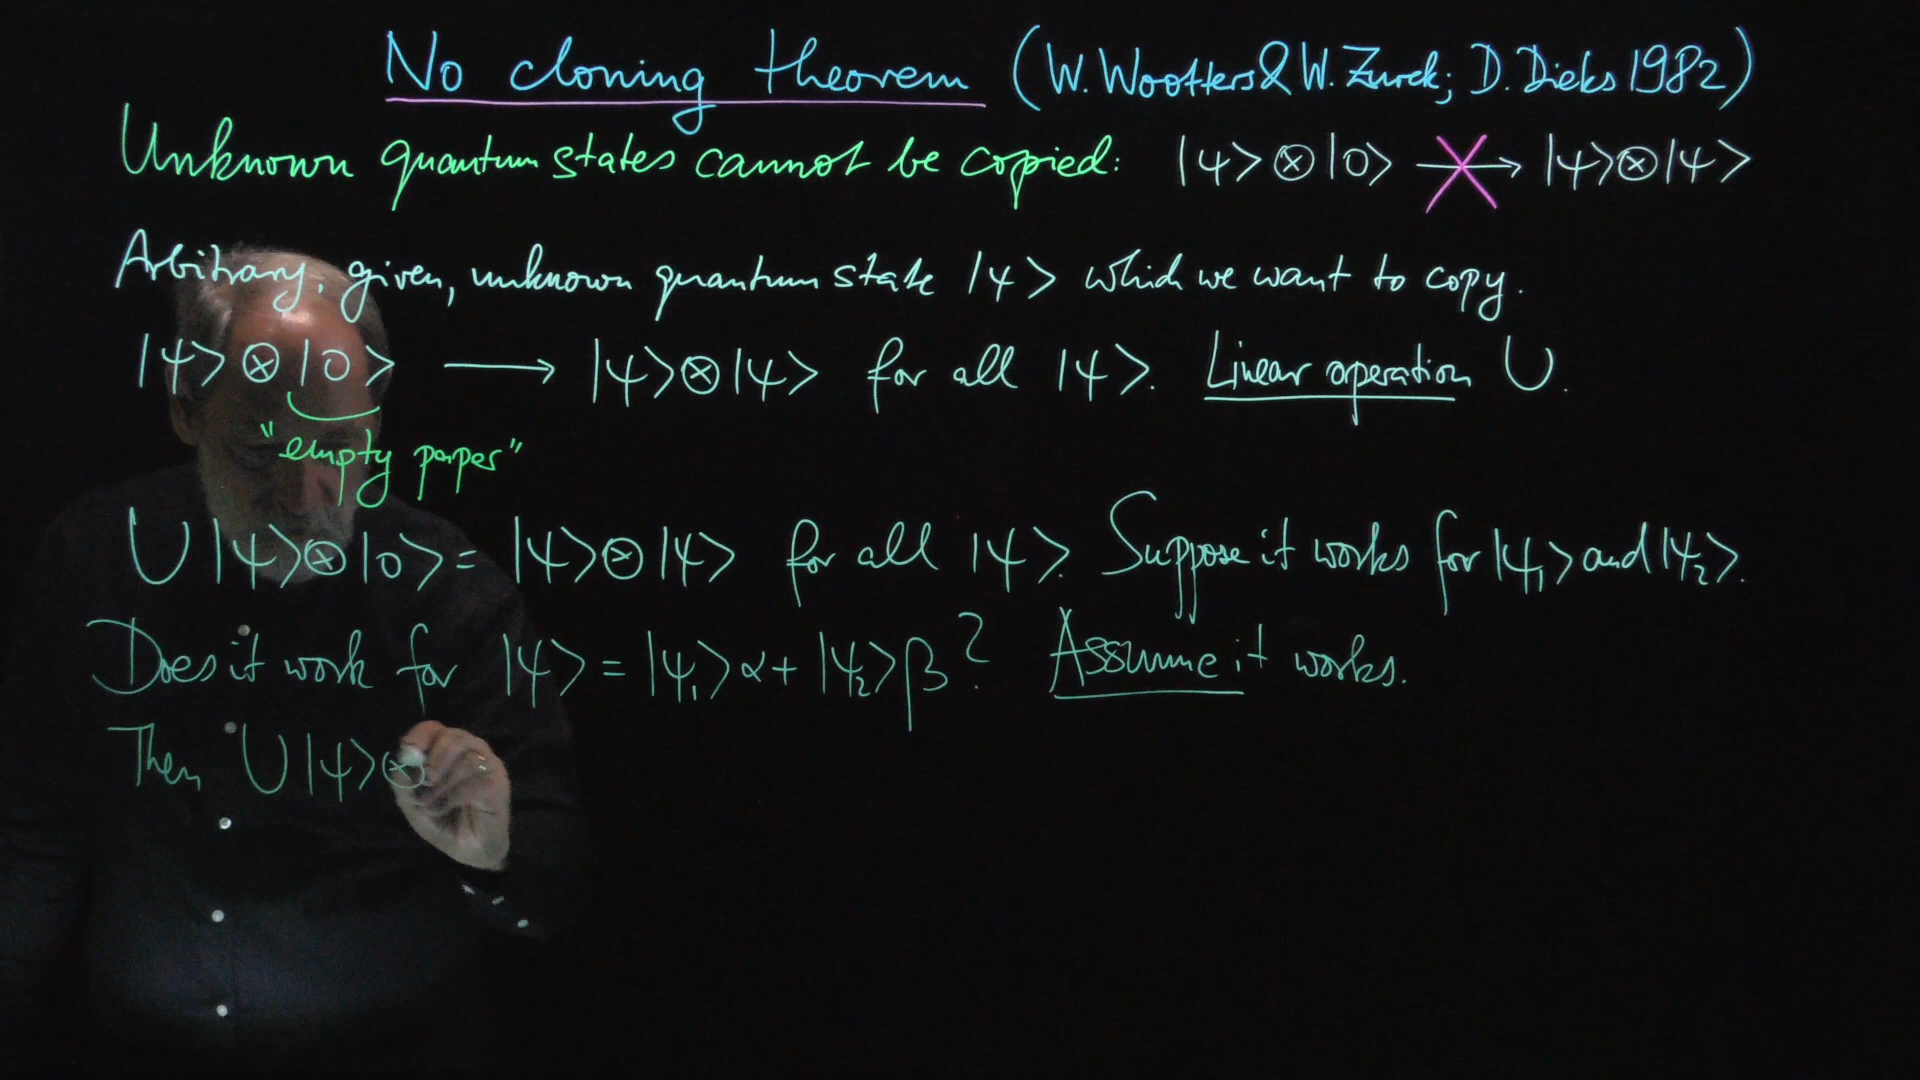 No cloning theorem (W. Wootters & W. Zurek; D. Dieks 1982)
Unknown quantum states cannot be copied: |ψ>⊗|0> → |ψ>⊗|ψ>
Arbitrary, given, unknown quantum state |ψ> which we want to copy.
|ψ>⊗|0> ⟶ |ψ>⊗|ψ> for all |ψ>. Linear operation U.
"empty paper"
U|ψ>⊗|0> = |ψ>⊗|ψ> for all |ψ>. Suppose it works for |ψ₁> and |ψ₂>.
Does it work for |ψ> = |ψ₁>α + |ψ₂>β? Assume it works.
Then U|ψ>⊗